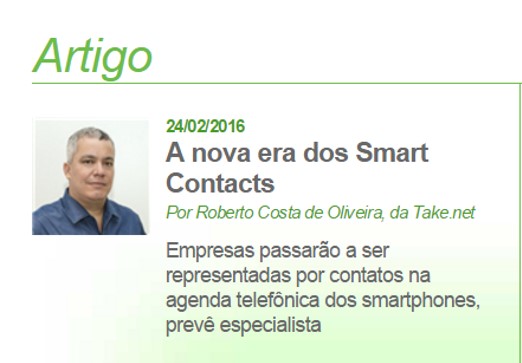 Artigo
24/02/2016
A nova era dos Smart
Contacts
Por Roberto Costa de Oliveira, da Take.net
Empresas passarão a ser
representadas por contatos na
agenda telefônica dos smartphones,
prevê especialista